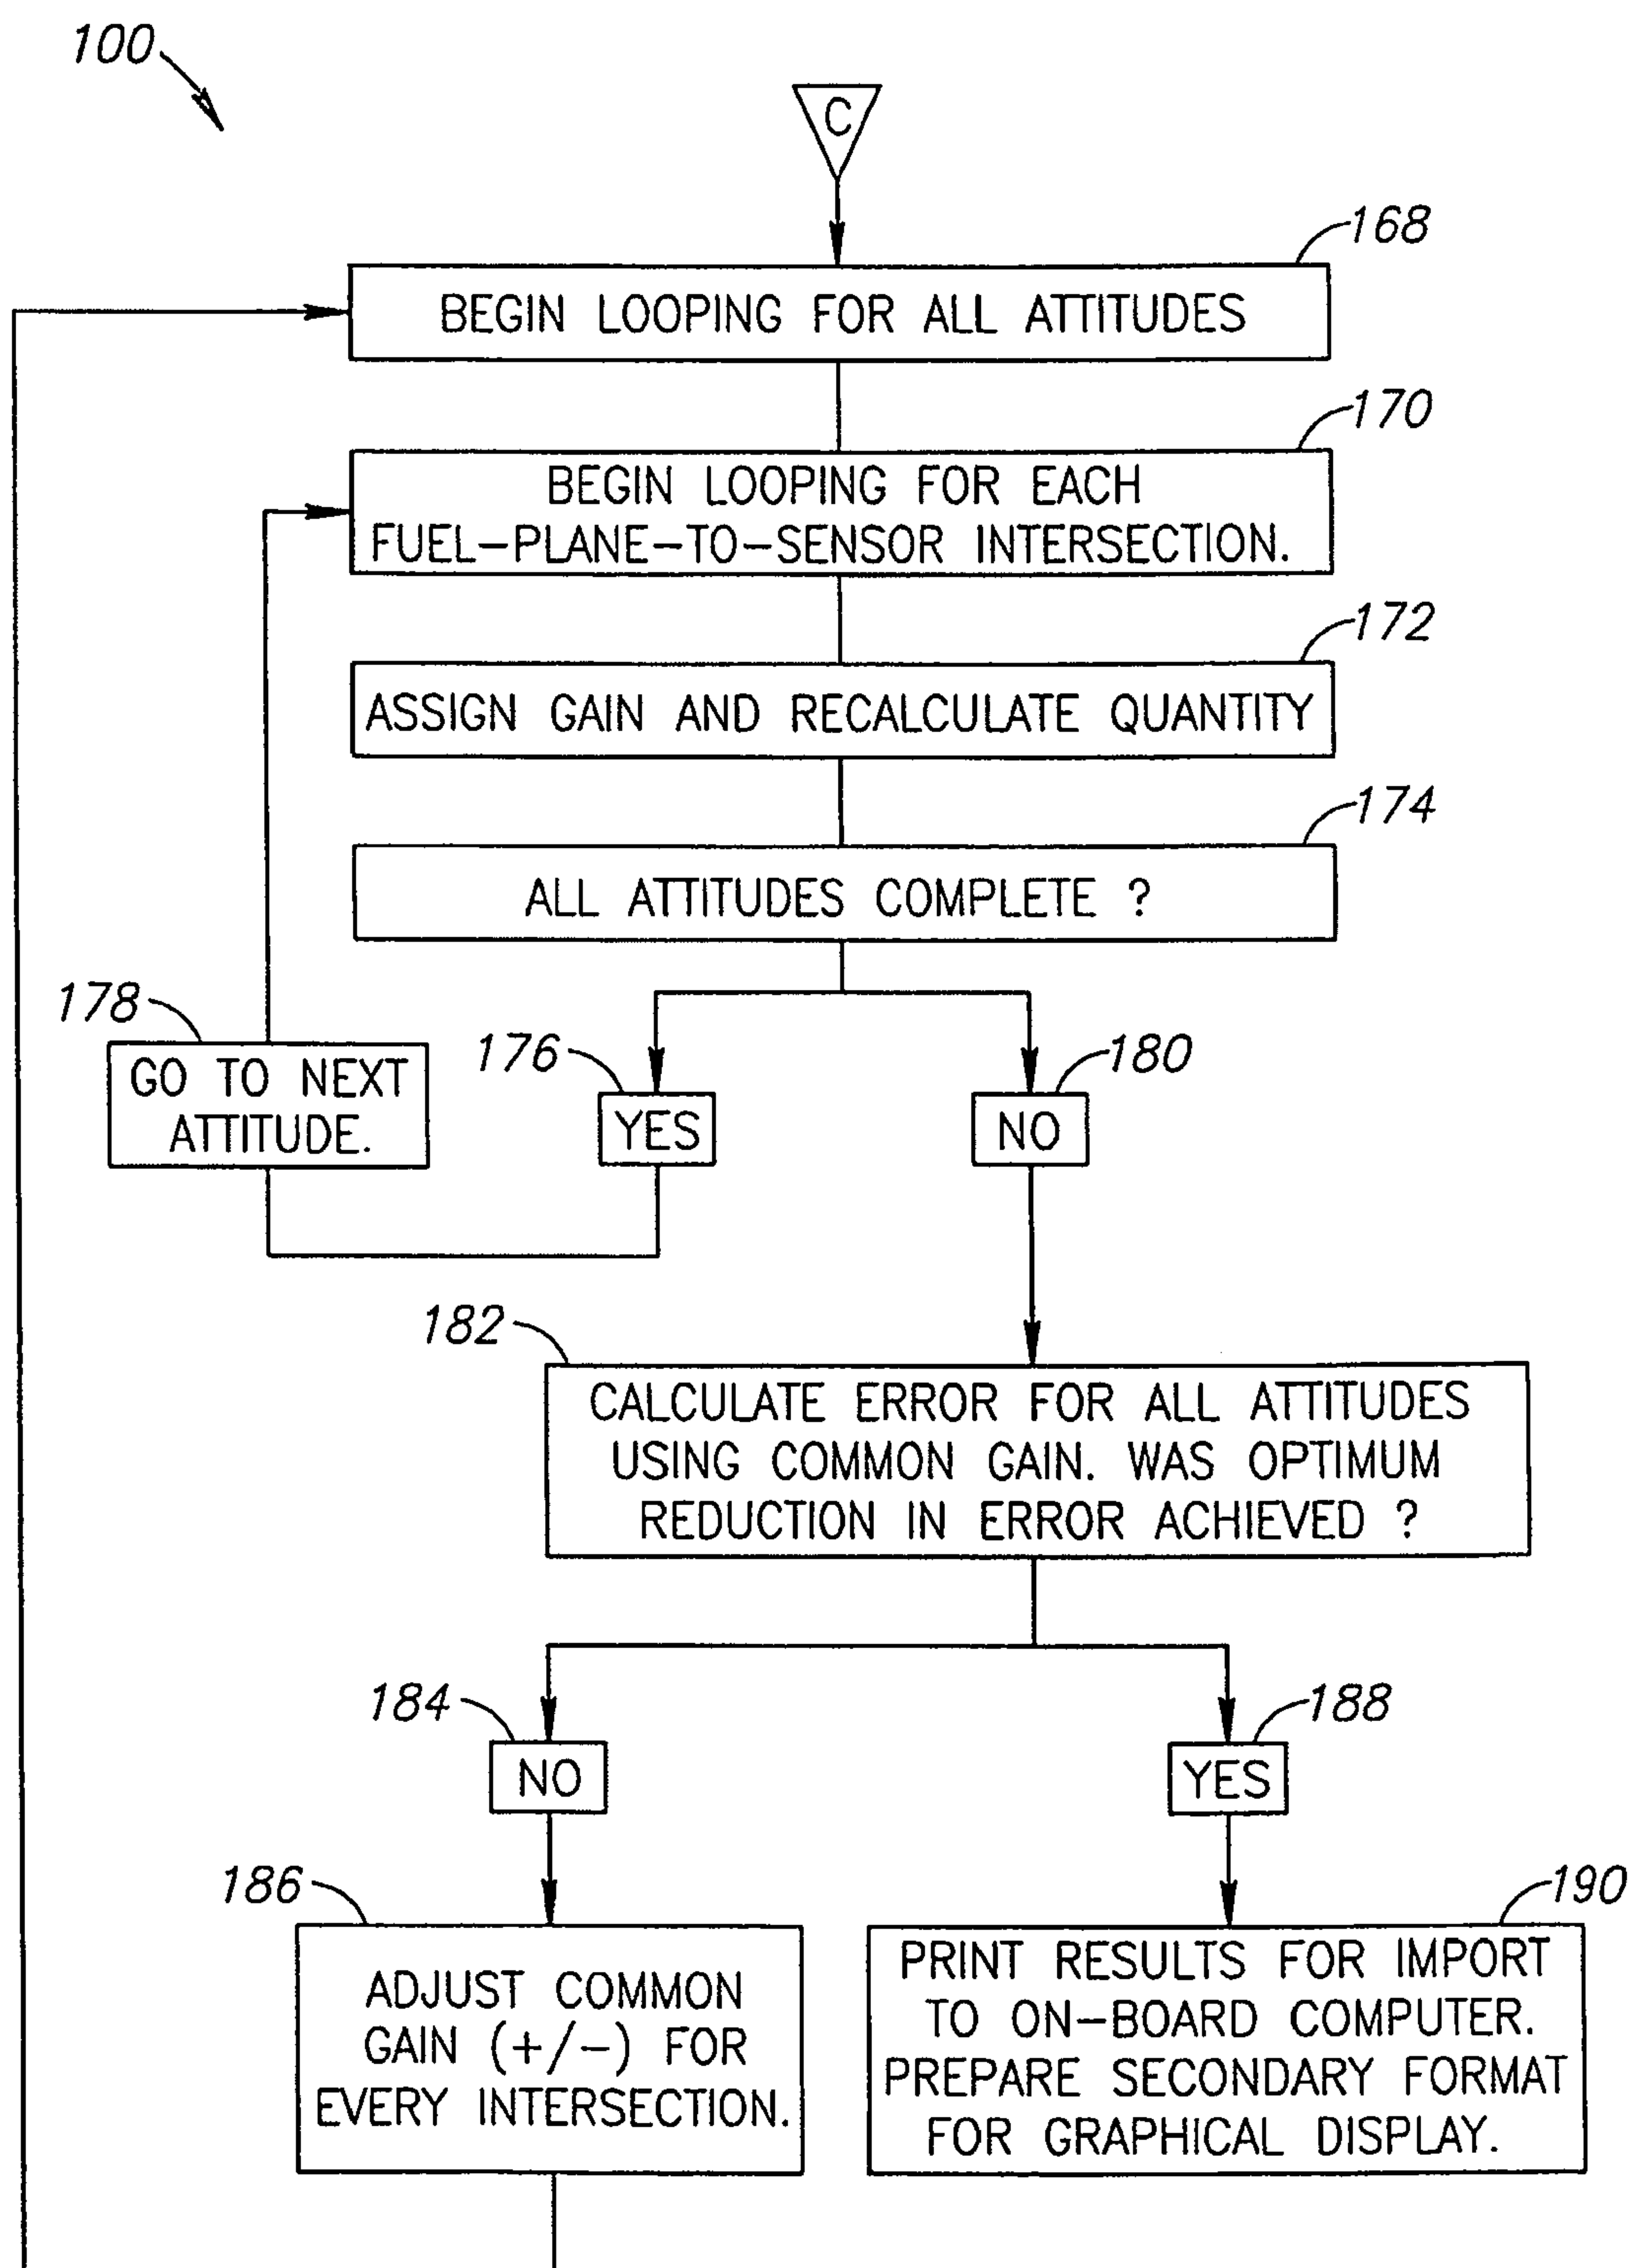 100
C
168
BEGIN LOOPING FOR ALL ATTITUDES
170
BEGIN LOOPING FOR EACH
FUEL-PLANE-TO-SENSOR INTERSECTION.
172
ASSIGN GAIN AND RECALCULATE QUANTITY
174
ALL ATTITUDES COMPLETE ?
178
GO TO NEXT
ATTITUDE.
176
YES
180
NO
182
CALCULATE ERROR FOR ALL ATTITUDES
USING COMMON GAIN. WAS OPTIMUM
REDUCTION IN ERROR ACHIEVED ?
184
NO
188
YES
186
ADJUST COMMON
GAIN (+/-) FOR
EVERY INTERSECTION.
190
PRINT RESULTS FOR IMPORT
TO ON-BOARD COMPUTER.
PREPARE SECONDARY FORMAT
FOR GRAPHICAL DISPLAY.